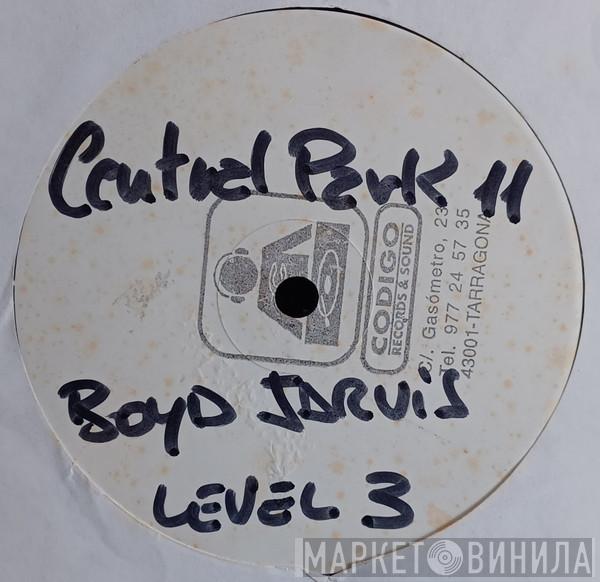 Central Park 11
CODIGO
RECORDS & SOUND
C/. Gasómetro, 23
Tel. 977 24 57 35
43001-TARRAGONA
BOYD JARVIS
LEVEL 3
МАРКЕТ ВИНИЛА